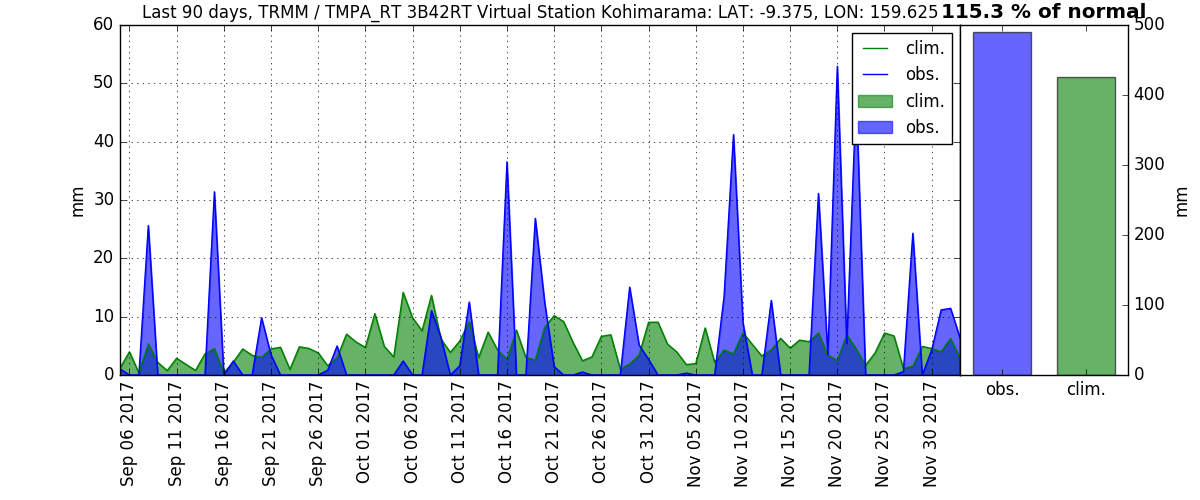 Last 90 days, TRMM / TMPA_RT 3B42RT Virtual Station Kohimarama: LAT: -9.375, LON: 159.625
115.3 % of normal
60
50
40
30
20
10
0
mm
clim.
obs.
clim.
obs.
500
400
300
200
100
0
mm
Sep 06 2017
Sep 11 2017
Sep 16 2017
Sep 21 2017
Sep 26 2017
Oct 01 2017
Oct 06 2017
Oct 11 2017
Oct 16 2017
Oct 21 2017
Oct 26 2017
Oct 31 2017
Nov 05 2017
Nov 10 2017
Nov 15 2017
Nov 20 2017
Nov 25 2017
Nov 30 2017
obs.
clim.